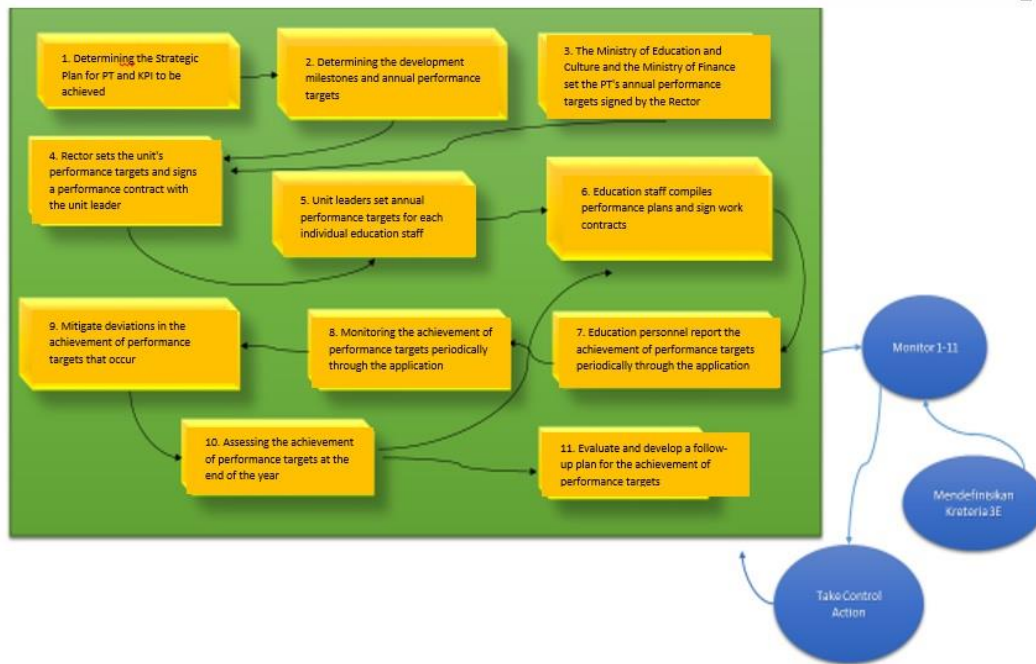 1. Determining the Strategic
Plan for PT and KPI to be
achieved
2. Determining the development
milestones and annual performance
targets
3. The Ministry of Education and
Culture and the Ministry of Finance
set the PT's annual performance
targets signed by the Rector
4. Rector sets the unit's
performance targets and signs
a performance contract with
the unit leader
5. Unit leaders set annual
performance targets for each
individual education staff
6. Education staff compiles
performance plans and sign work
contracts
9. Mitigate deviations in the
achievement of performance
targets that occur
8. Monitoring the achievement of
performance targets periodically
through the application
7. Education personnel report the
achievement of performance targets
periodically through the application
10. Assessing the achievement
of performance targets at the
end of the year
11. Evaluate and develop a follow-
up plan for the achievement of
performance targets
Monitor 1-11
Mendefinisikan
Kreteria 3E
Take Control
Action